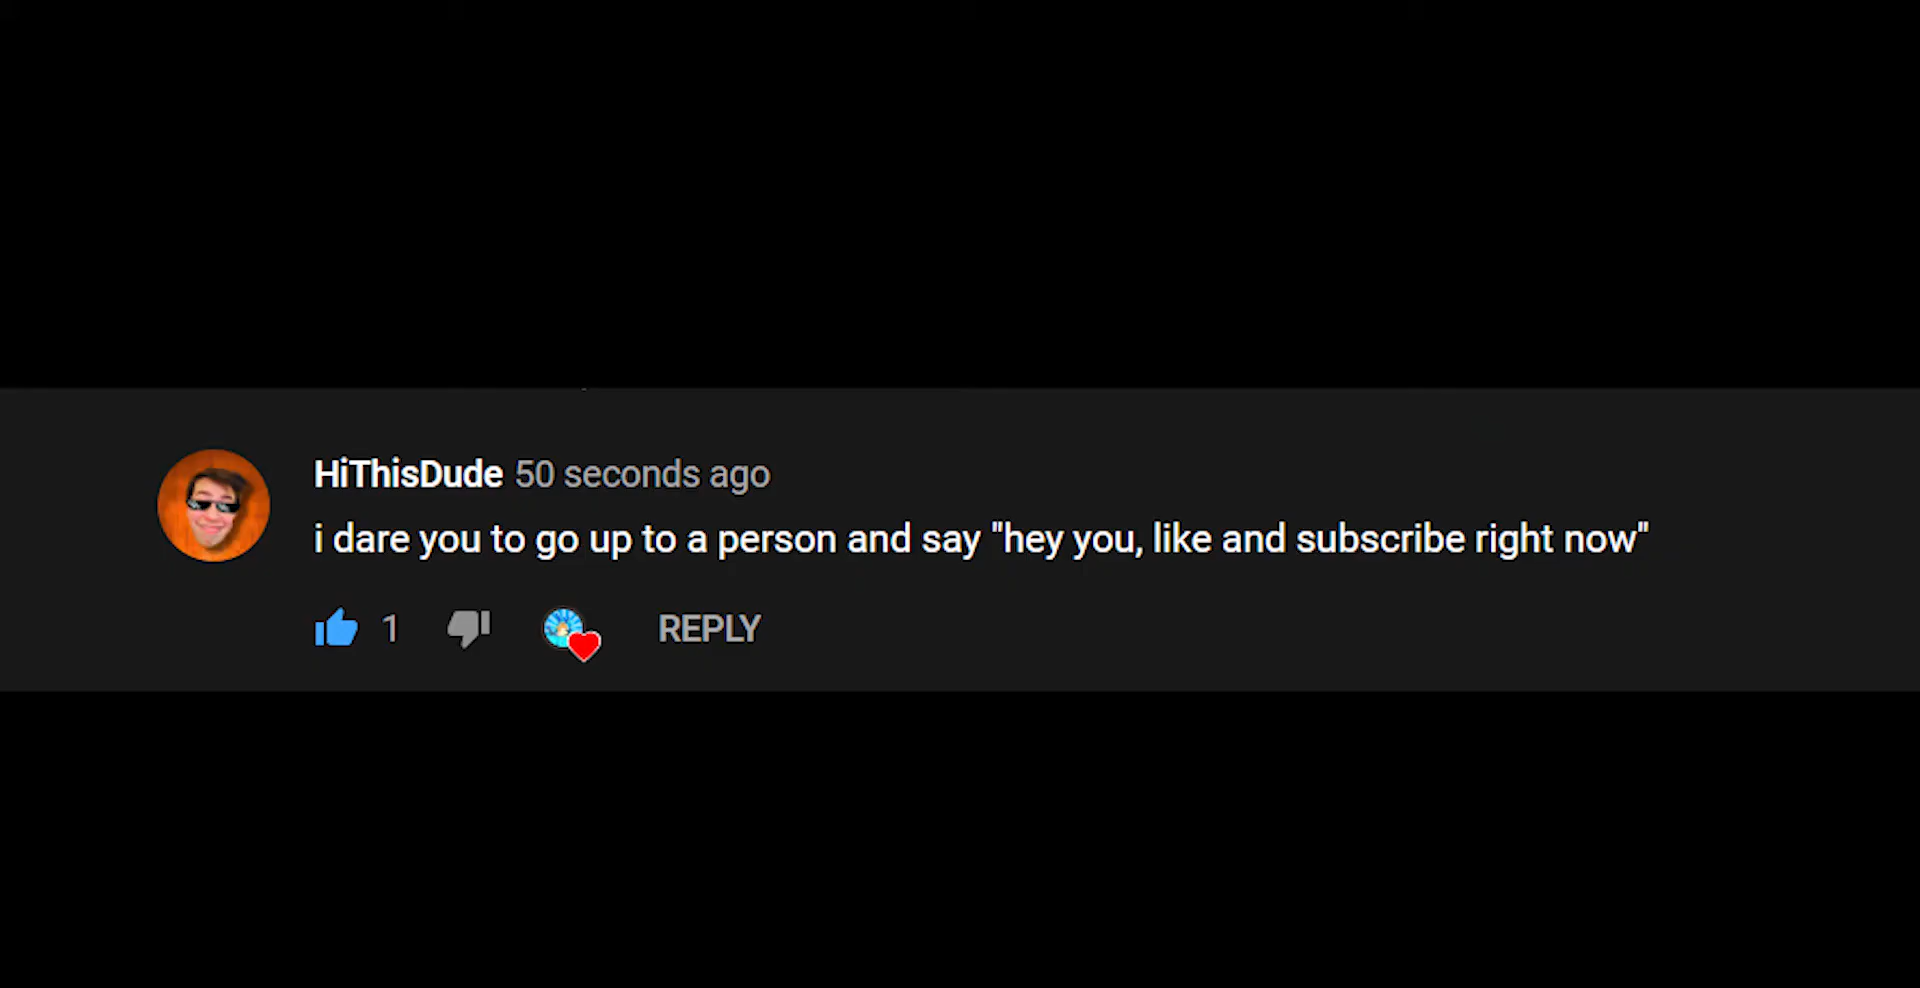 HiThisDude 50 seconds ago
i dare you to go up to a person and say "hey you, like and subscribe right now"
1 REPLY